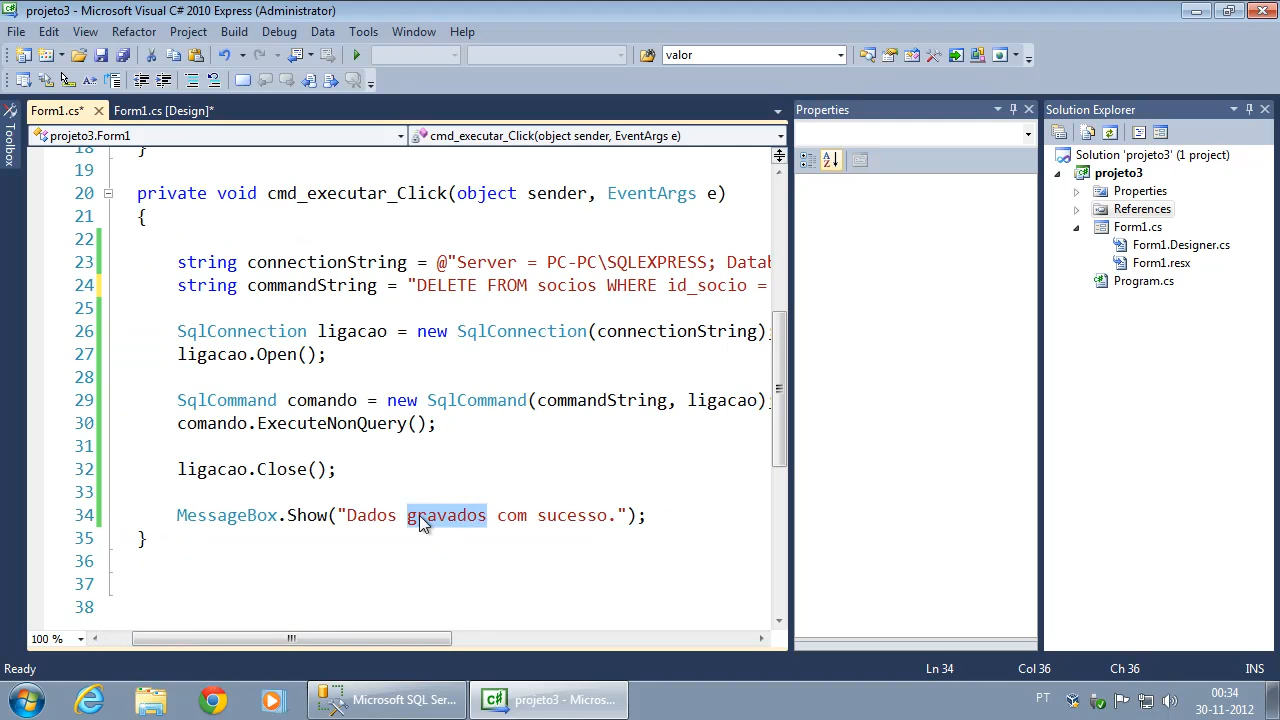 projeto3 - Microsoft Visual C# 2010 Express (Administrator)
File Edit View Refactor Project Build Debug Data Tools Window Help
valor
Form1.cs* Form1.cs [Design]*
projeto3.Form1 cmd_executar_Click(object sender, EventArgs e)
18 }
19
20 private void cmd_executar_Click(object sender, EventArgs e)
21 {
22
23 string connectionString = @"Server = PC-PC\SQLEXPRESS; Datab
24 string commandString = "DELETE FROM socios WHERE id_socio =
25
26 SqlConnection ligacao = new SqlConnection(connectionString);
27 ligacao.Open();
28
29 SqlCommand comando = new SqlCommand(commandString, ligacao);
30 comando.ExecuteNonQuery();
31
32 ligacao.Close();
33
34 MessageBox.Show("Dados gravados com sucesso.");
35 }
36
37
38
100 %
Toolbox
Properties
Solution Explorer
Solution 'projeto3' (1 project)
projeto3
Properties
References
Form1.cs
Form1.Designer.cs
Form1.resx
Program.cs
Ready Ln 34 Col 36 Ch 36 INS
Microsoft SQL Ser... projeto3 - Micros... PT 00:34
30-11-2012